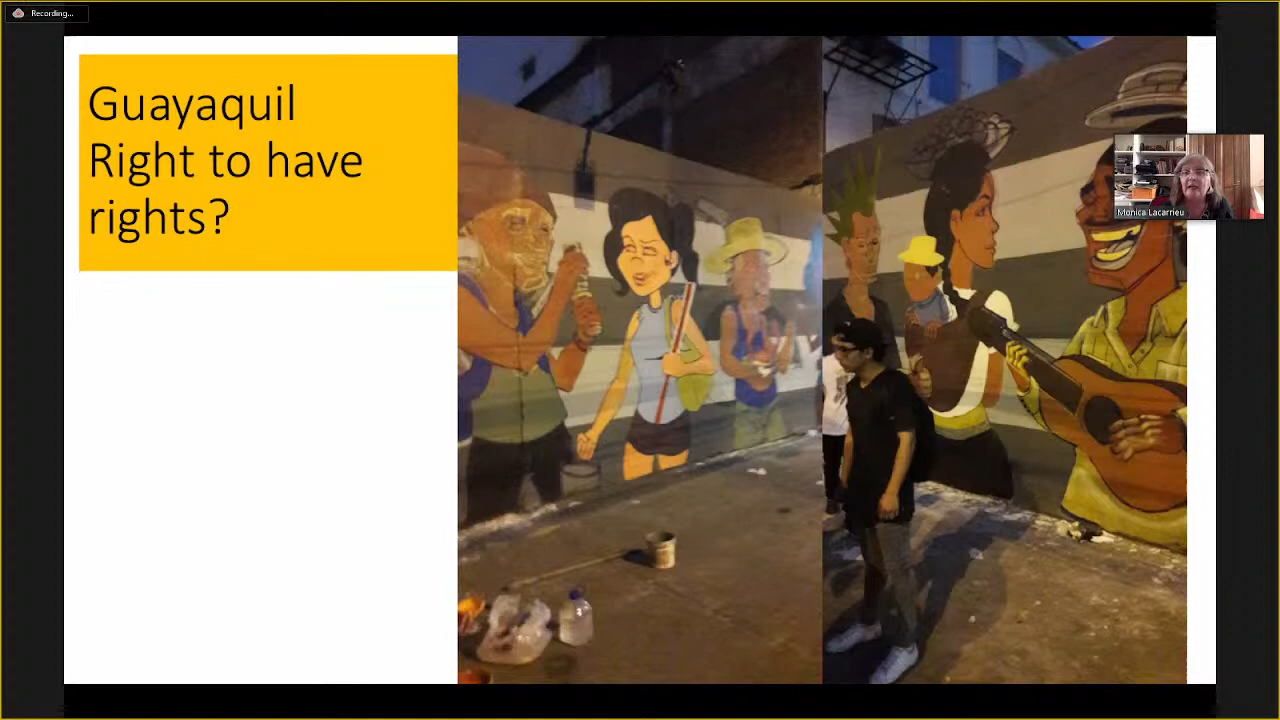 Recording...
Guayaquil
Right to have
rights?
Monica Lacarrieu